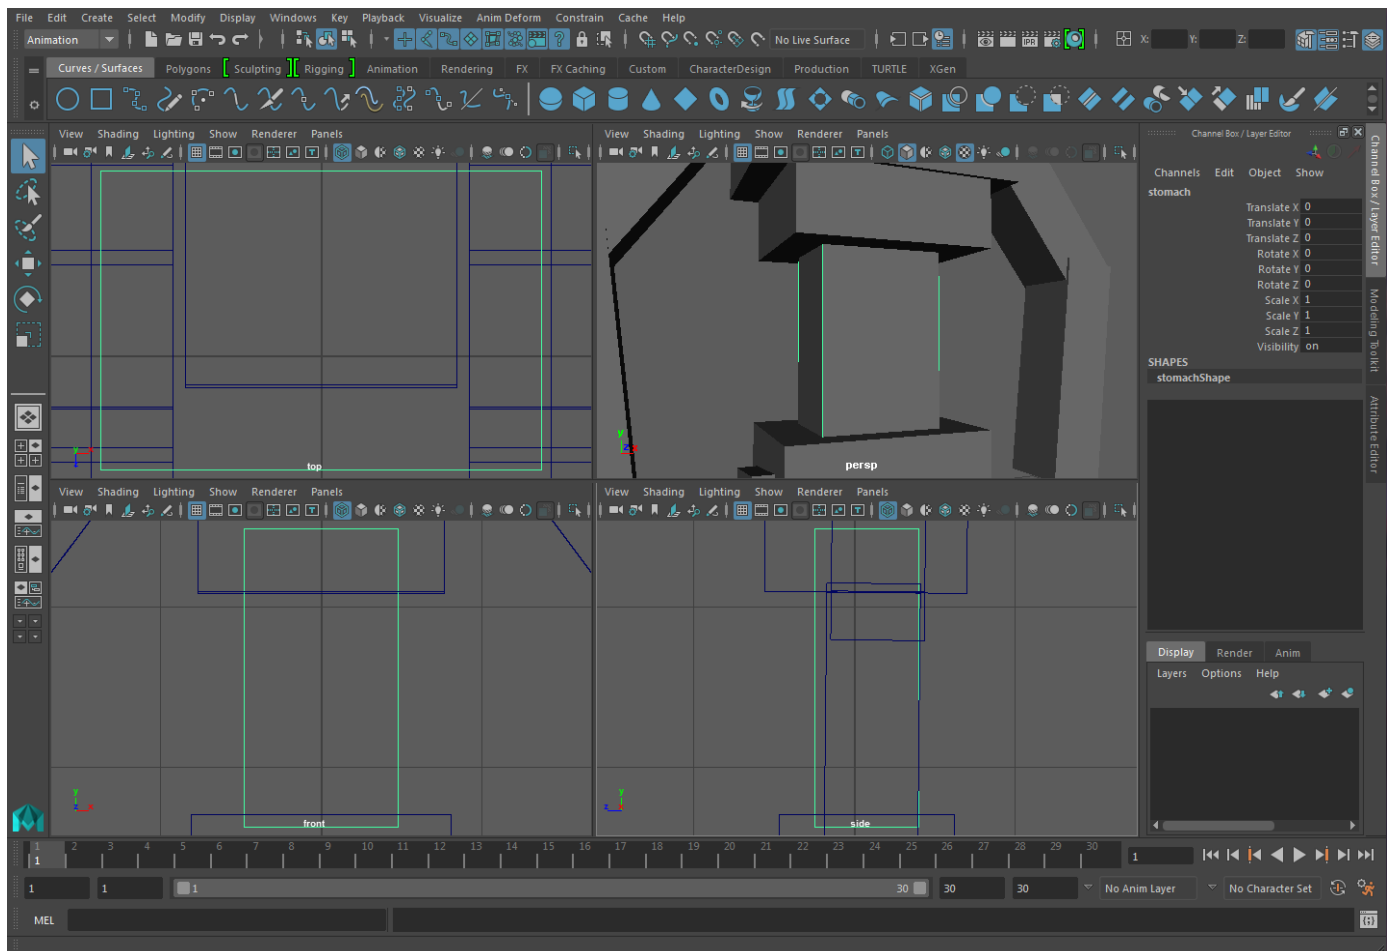 File Edit Create Select Modify Display Windows Key Playback Visualize Anim Deform Constrain Cache Help
Animation No Live Surface X: Y: Z:
Curves / Surfaces Polygons Sculpting Rigging Animation Rendering FX FX Caching Custom CharacterDesign Production TURTLE XGen
View Shading Lighting Show Renderer Panels
top
View Shading Lighting Show Renderer Panels
persp
View Shading Lighting Show Renderer Panels
front
View Shading Lighting Show Renderer Panels
side
Channel Box / Layer Editor
Channels Edit Object Show
stomach
Translate X 0
Translate Y 0
Translate Z 0
Rotate X 0
Rotate Y 0
Rotate Z 0
Scale X 1
Scale Y 1
Scale Z 1
Visibility on
SHAPES
stomachShape
Display Render Anim
Layers Options Help
Channel Box / Layer Editor
Modeling Toolkit
Attribute Editor
1 2 3 4 5 6 7 8 9 10 11 12 13 14 15 16 17 18 19 20 21 22 23 24 25 26 27 28 29 30
1 1
1 1 1 30 30 30 No Anim Layer No Character Set
MEL